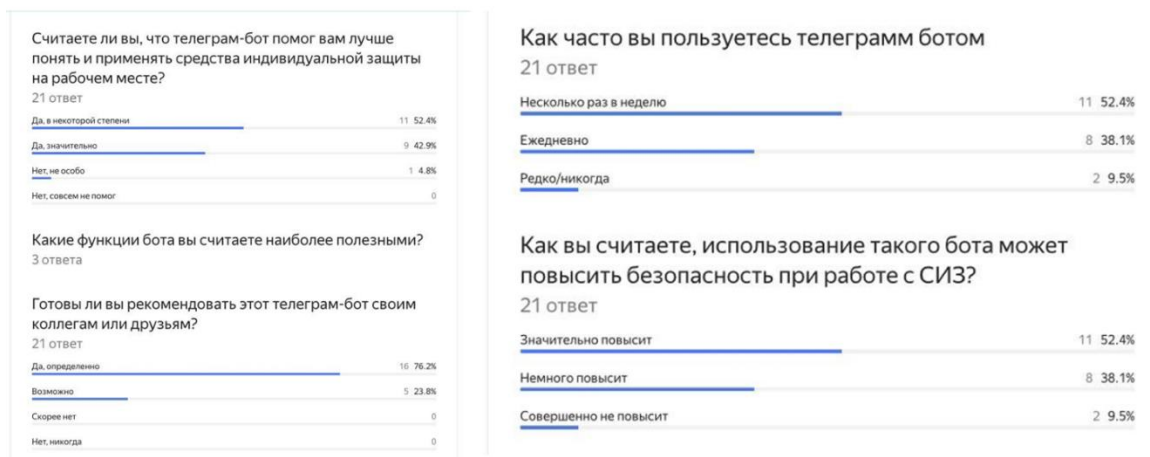 Считаете ли вы, что телеграм-бот помог вам лучше
понять и применять средства индивидуальной защиты
на рабочем месте?
21 ответ
Да, в некоторой степени 11 52.4%
Да, значительно 9 42.9%
Нет, не особо 1 4.8%
Нет, совсем не помог 0
Какие функции бота вы считаете наиболее полезными?
3 ответа
Готовы ли вы рекомендовать этот телеграм-бот своим
коллегам или друзьям?
21 ответ
Да, определенно 16 76.2%
Возможно 5 23.8%
Скорее нет 0
Нет, никогда 0
Как часто вы пользуетесь телеграмм ботом
21 ответ
Несколько раз в неделю 11 52.4%
Ежедневно 8 38.1%
Редко/никогда 2 9.5%
Как вы считаете, использование такого бота может
повысить безопасность при работе с СИЗ?
21 ответ
Значительно повысит 11 52.4%
Немного повысит 8 38.1%
Совершенно не повысит 2 9.5%